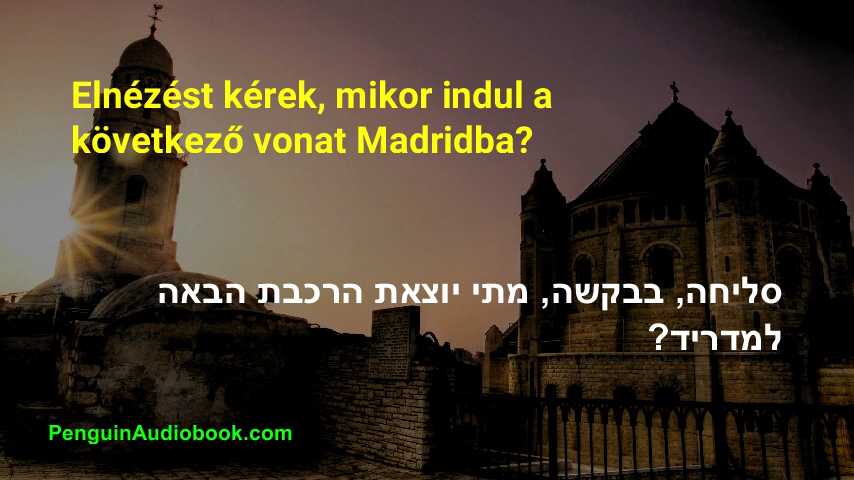 Elnézést kérek, mikor indul a
következő vonat Madridba?
סליחה, בבקשה, מתי יוצאת הרכבת הבאה
למדריד?
PenguinAudiobook.com